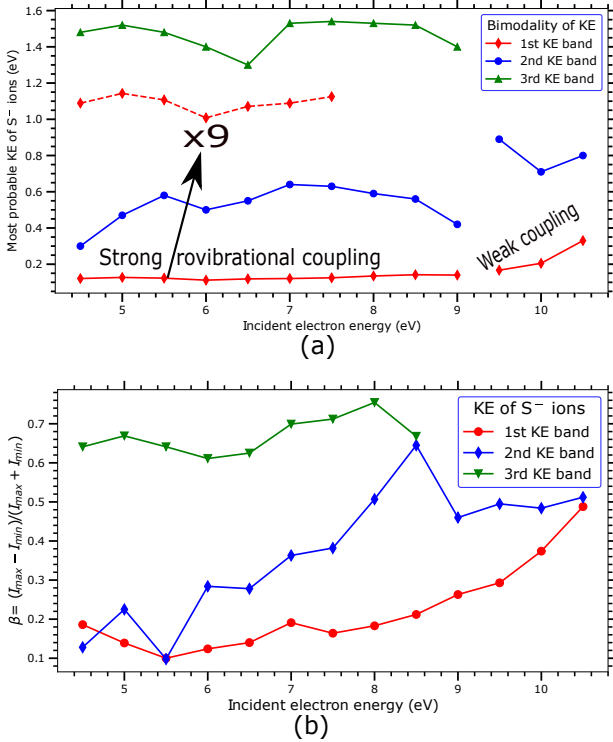 (a)
1.6
1.4
1.2
1.0
0.8
0.6
0.4
0.2
Most probable KE of S⁻ ions (eV)
Bimodality of KE
1st KE band
2nd KE band
3rd KE band
x9
Strong rovibrational coupling
Weak coupling
5 6 7 8 9 10
Incident electron energy (eV)
(a)
0.7
0.6
0.5
0.4
0.3
0.2
0.1
β = (I_max − I_min)/(I_max + I_min)
KE of S⁻ ions
1st KE band
2nd KE band
3rd KE band
5 6 7 8 9 10
Incident electron energy (eV)
(b)